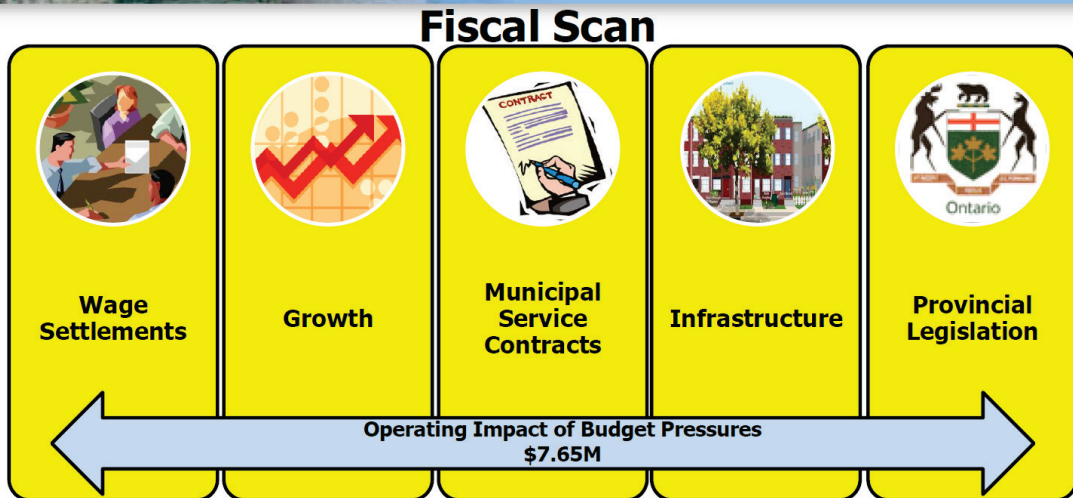 Fiscal Scan
Wage
Settlements
Growth
CONTRACT
Municipal
Service
Contracts
Infrastructure
Ontario
Provincial
Legislation
Operating Impact of Budget Pressures
$7.65M